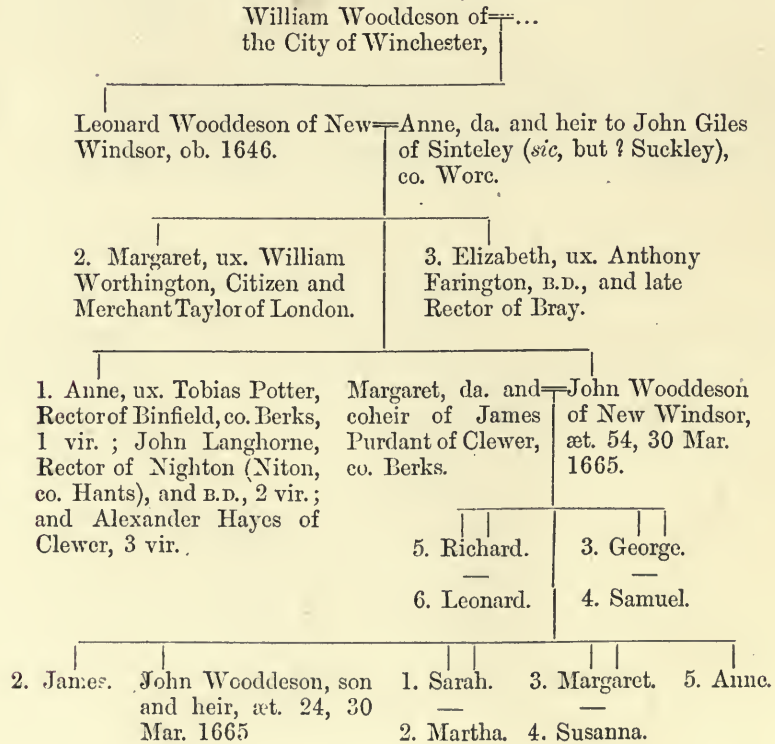 William Wooddeson of=...
the City of Winchester,
Leonard Wooddeson of New=Anne, da. and heir to John Giles
Windsor, ob. 1646. of Sinteley (sic, but ? Suckley),
co. Worc.
2. Margaret, ux. William
Worthington, Citizen and
Merchant Taylor of London.
3. Elizabeth, ux. Anthony
Farington, B.D., and late
Rector of Bray.
1. Anne, ux. Tobias Potter,
Rector of Binfield, co. Berks,
1 vir. ; John Langhorne,
Rector of Nighton (Niton,
co. Hants), and B.D., 2 vir. ;
and Alexander Hayes of
Clewer, 3 vir.
Margaret, da. and=John Wooddeson
coheir of James of New Windsor,
Purdant of Clewer, æt. 54, 30 Mar.
co. Berks. 1665.
5. Richard.
—
6. Leonard.
3. George.
—
4. Samuel.
2. James.
John Wooddeson, son
and heir, æt. 24, 30
Mar. 1665
1. Sarah.
—
2. Martha.
3. Margaret.
—
4. Susanna.
5. Anne.